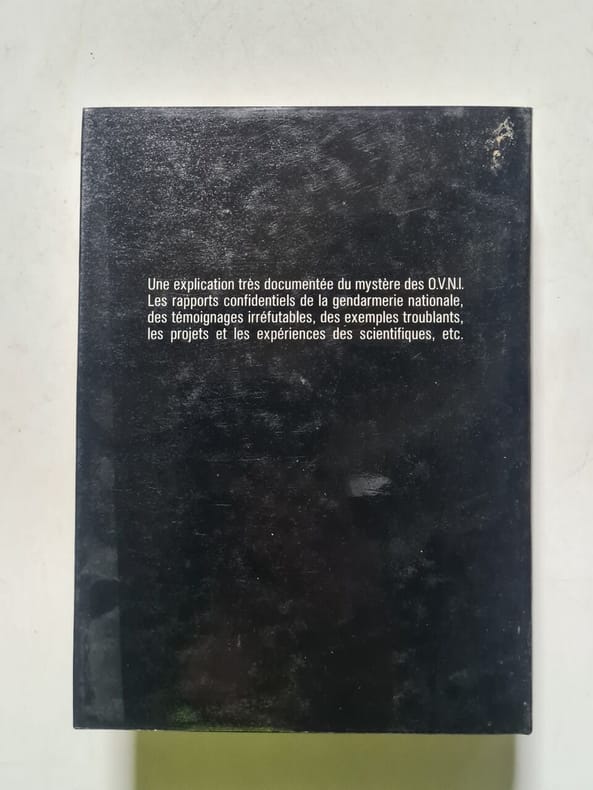 Une explication très documentée du mystère des O.V.N.I.
Les rapports confidentiels de la gendarmerie nationale,
des témoignages irréfutables, des exemples troublants,
les projets et les expériences des scientifiques, etc.